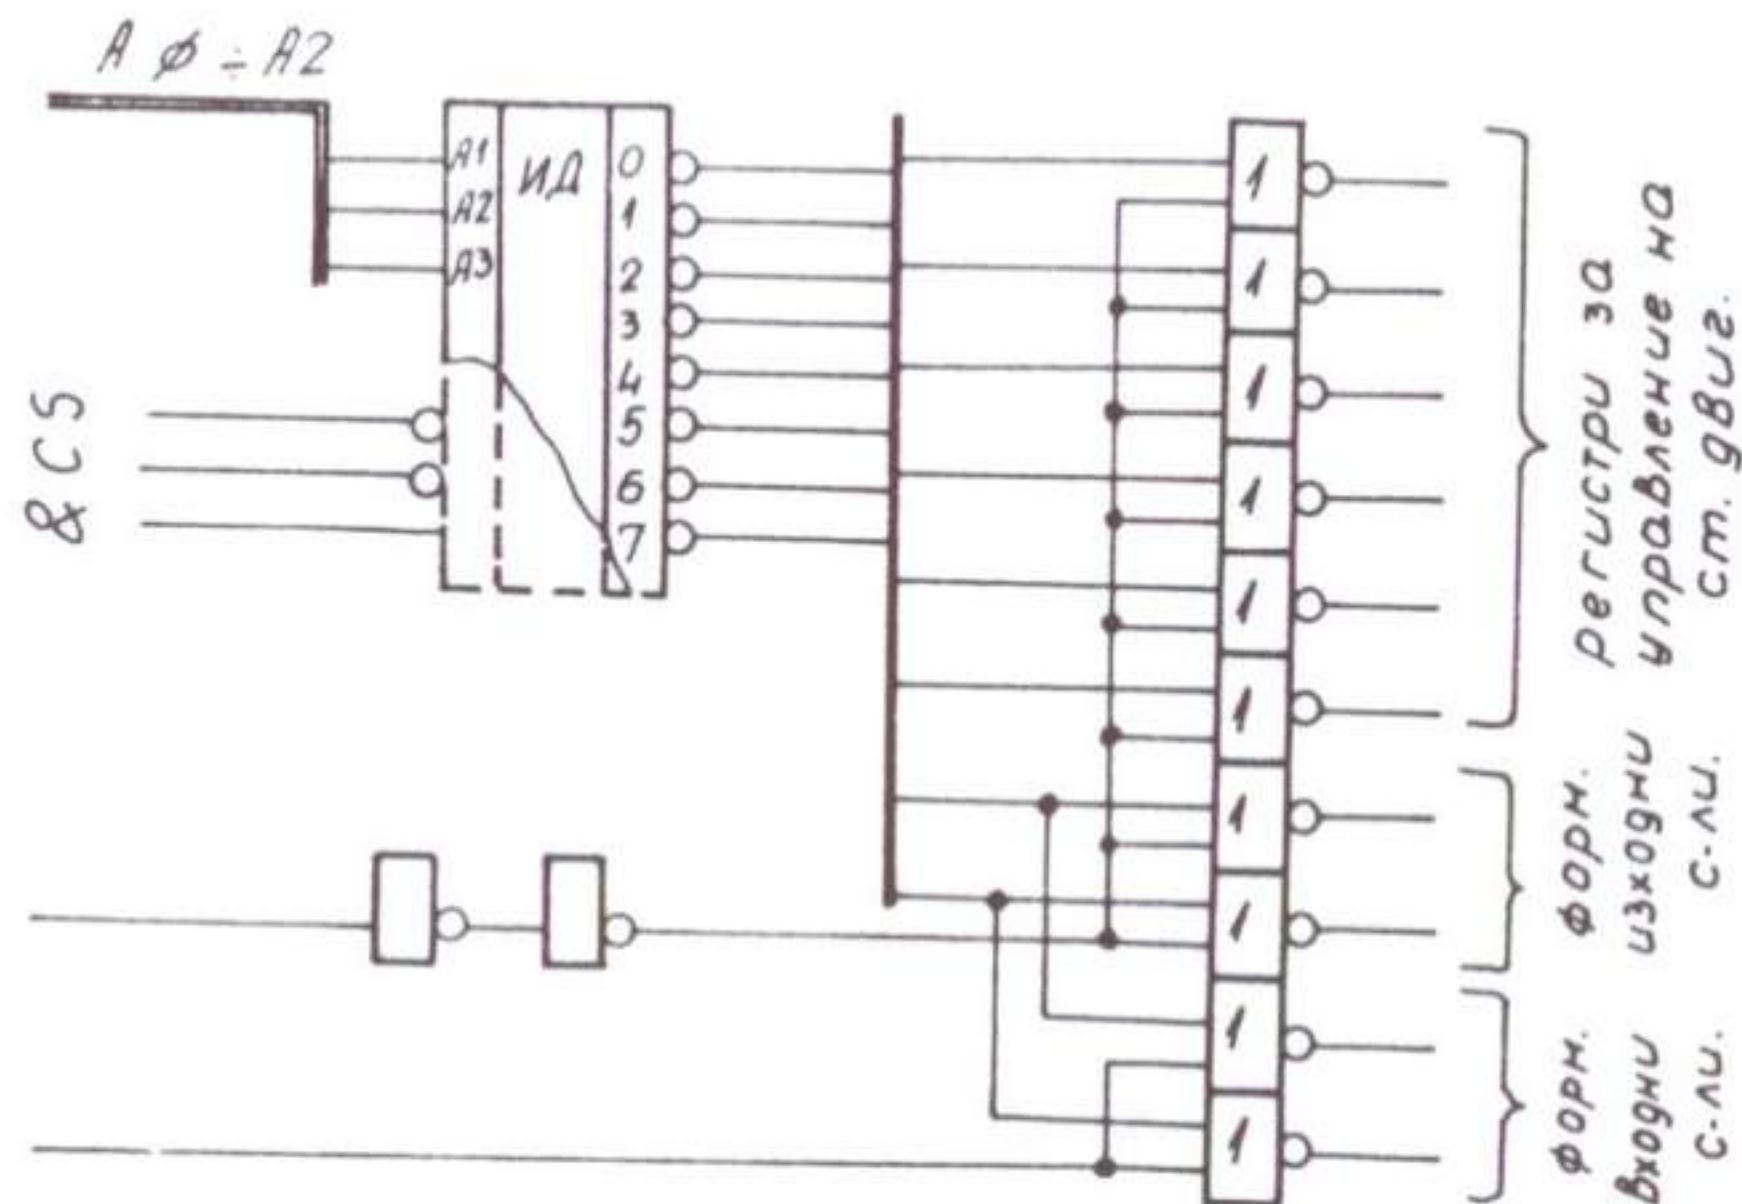 A Ø ÷ A2
A1
A2
A3
ИД
0
1
2
3
4
5
6
7
& CS
1
1
1
1
1
1
1
1
1
1
регистри за
управление на
ст. двиг.
форм.
изходни
с-ли.
форм.
входни
с-ли.